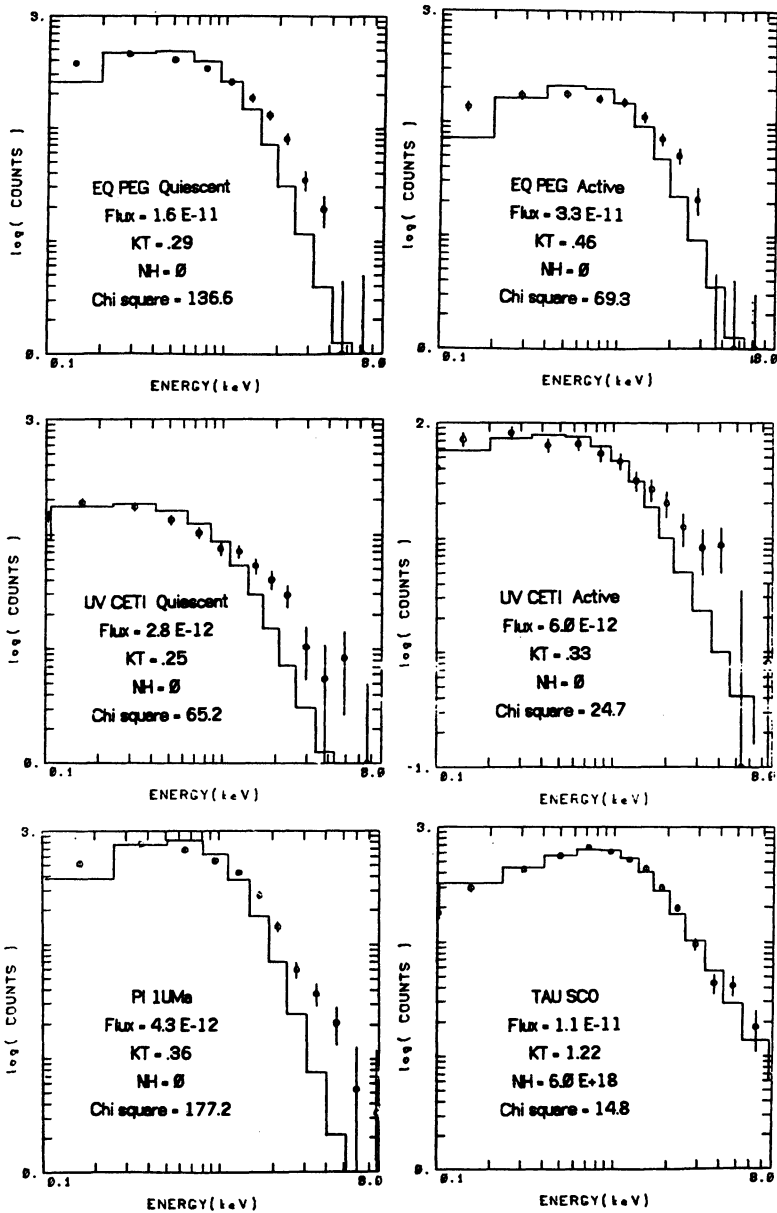 3.
log( COUNTS )
EQ PEG Quiescent
Flux = 1.6 E-11
KT = .29
NH = Ø
Chi square = 136.6
0.
0.1
8.0
ENERGY(keV)
3.
log( COUNTS )
EQ PEG Active
Flux = 3.3 E-11
KT = .46
NH = Ø
Chi square = 69.3
0.
0.1
10.0
ENERGY(keV)
3.
log( COUNTS )
UV CETI Quiescent
Flux = 2.8 E-12
KT = .25
NH = Ø
Chi square = 65.2
0.
0.1
8.0
ENERGY(keV)
2.
log( COUNTS )
UV CETI Active
Flux = 6.Ø E-12
KT = .33
NH = Ø
Chi square = 24.7
-1.
0.1
8.0
ENERGY(keV)
3.
log( COUNTS )
PI 1UMa
Flux = 4.3 E-12
KT = .36
NH = Ø
Chi square = 177.2
0.
0.1
8.0
ENERGY(keV)
3.
log( COUNTS )
TAU SCO
Flux = 1.1 E-11
KT = 1.22
NH = 6.Ø E+18
Chi square = 14.8
0.
0.1
8.0
ENERGY(keV)